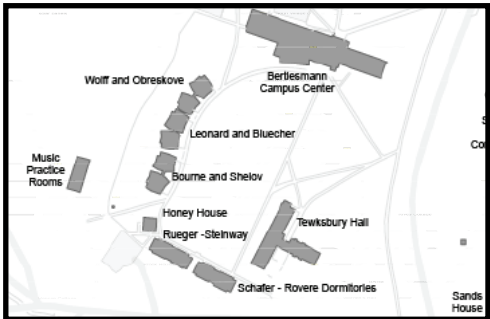 Wolff and Obreskove
Bertlesmann
Campus Center
Leonard and Bluecher
Music
Practice
Rooms
Bourne and Shelov
Honey House
Rueger -Steinway
Tewksbury Hall
Schafer - Rovere Dormitories
Sands
House
S
Co